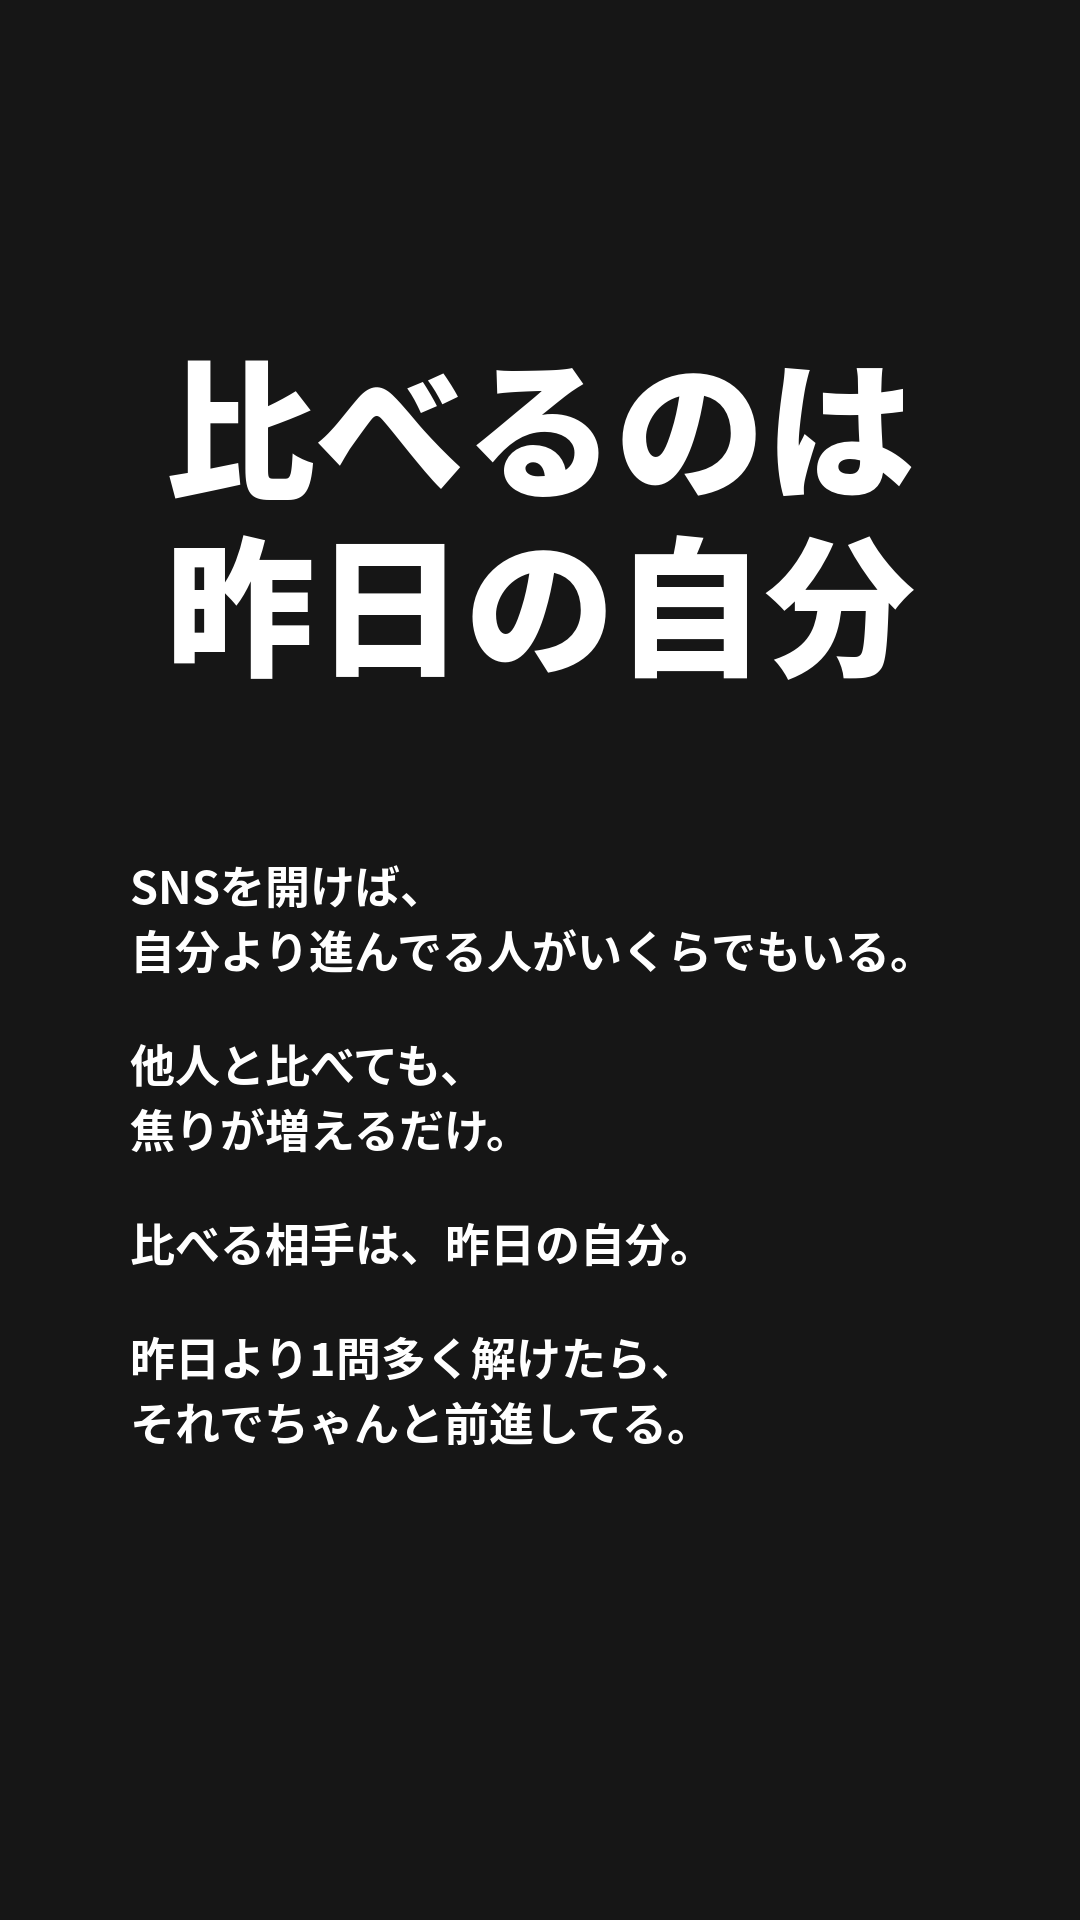 比べるのは
昨日の自分
SNSを開けば、
自分より進んでる人がいくらでもいる。
他人と比べても、
焦りが増えるだけ。
比べる相手は、昨日の自分。
昨日より1問多く解けたら、
それでちゃんと前進してる。